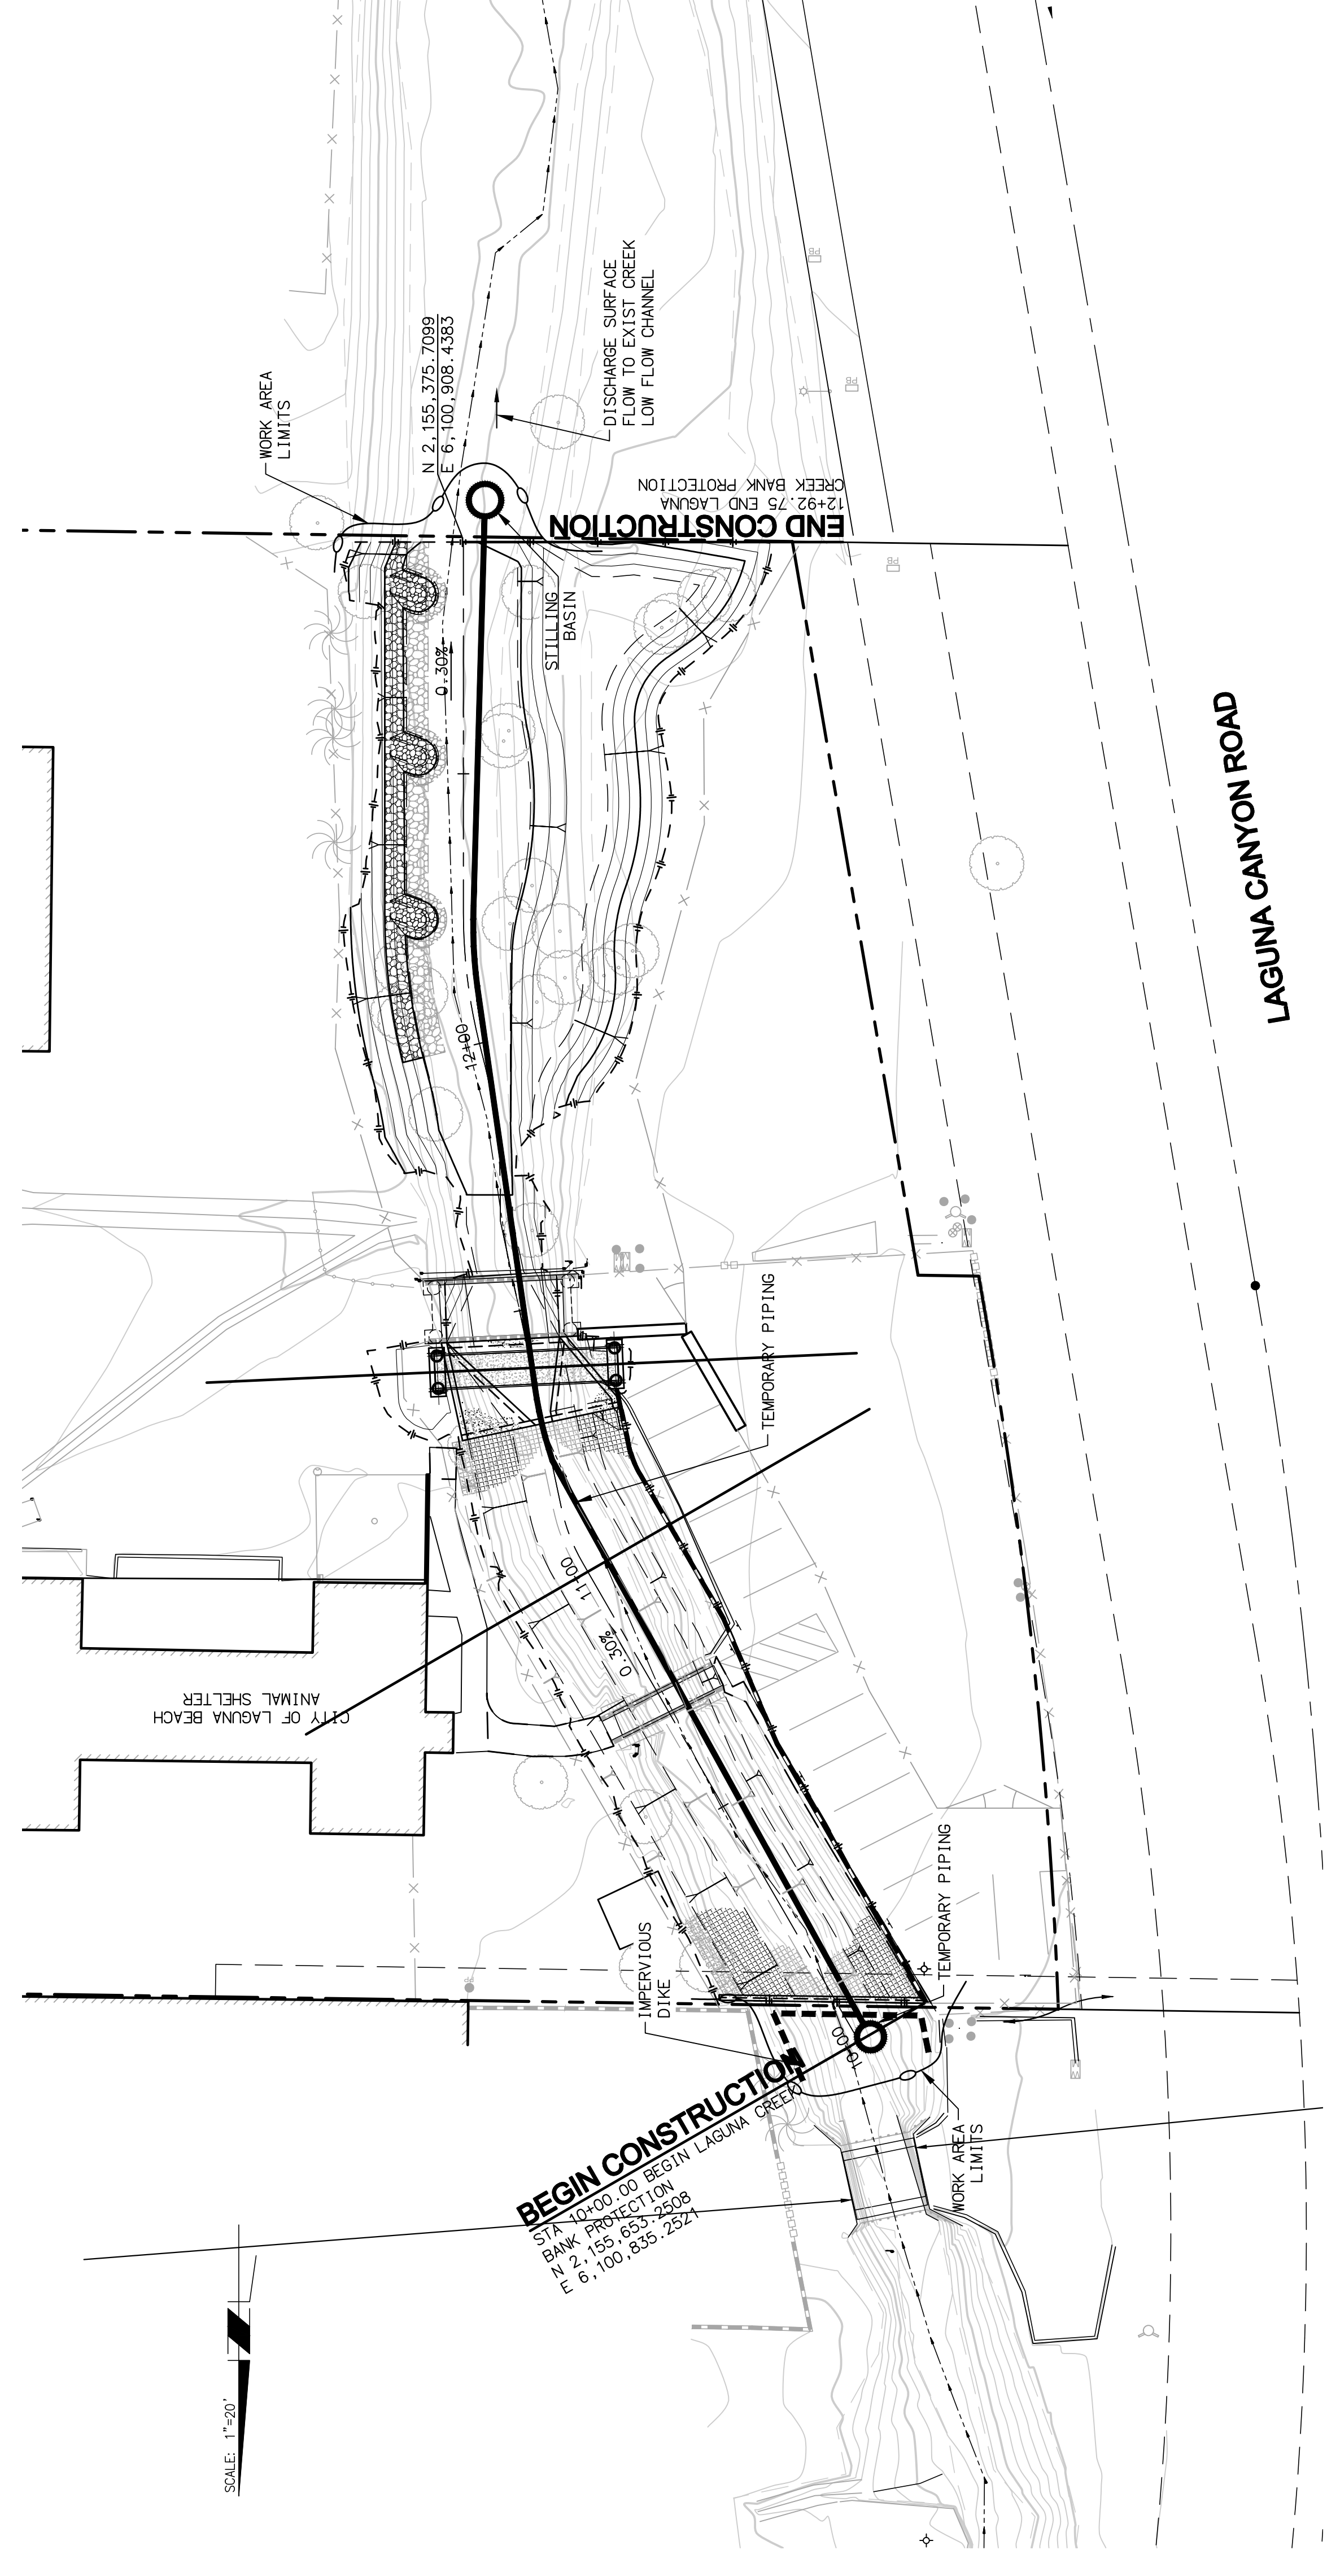 WORK AREA
LIMITS
N 2,155,375.7099
E 6,100,908.4383
DISCHARGE SURFACE
FLOW TO EXIST CREEK
LOW FLOW CHANNEL
PB
PB
PB
END CONSTRUCTION
12+92.75 END LAGUNA
CREEK BANK PROTECTION
STILLING
BASIN
0.30%
12+00
LAGUNA CANYON ROAD
TEMPORARY PIPING
11+00
0.30%
CITY OF LAGUNA BEACH
ANIMAL SHELTER
IMPERVIOUS
DIKE
TEMPORARY PIPING
PP
10+00
BEGIN CONSTRUCTION
STA 10+00.00 BEGIN LAGUNA CREEK
BANK PROTECTION
N 2,155,653.2508
E 6,100,835.2521
WORK AREA
LIMITS
SCALE: 1"=20'